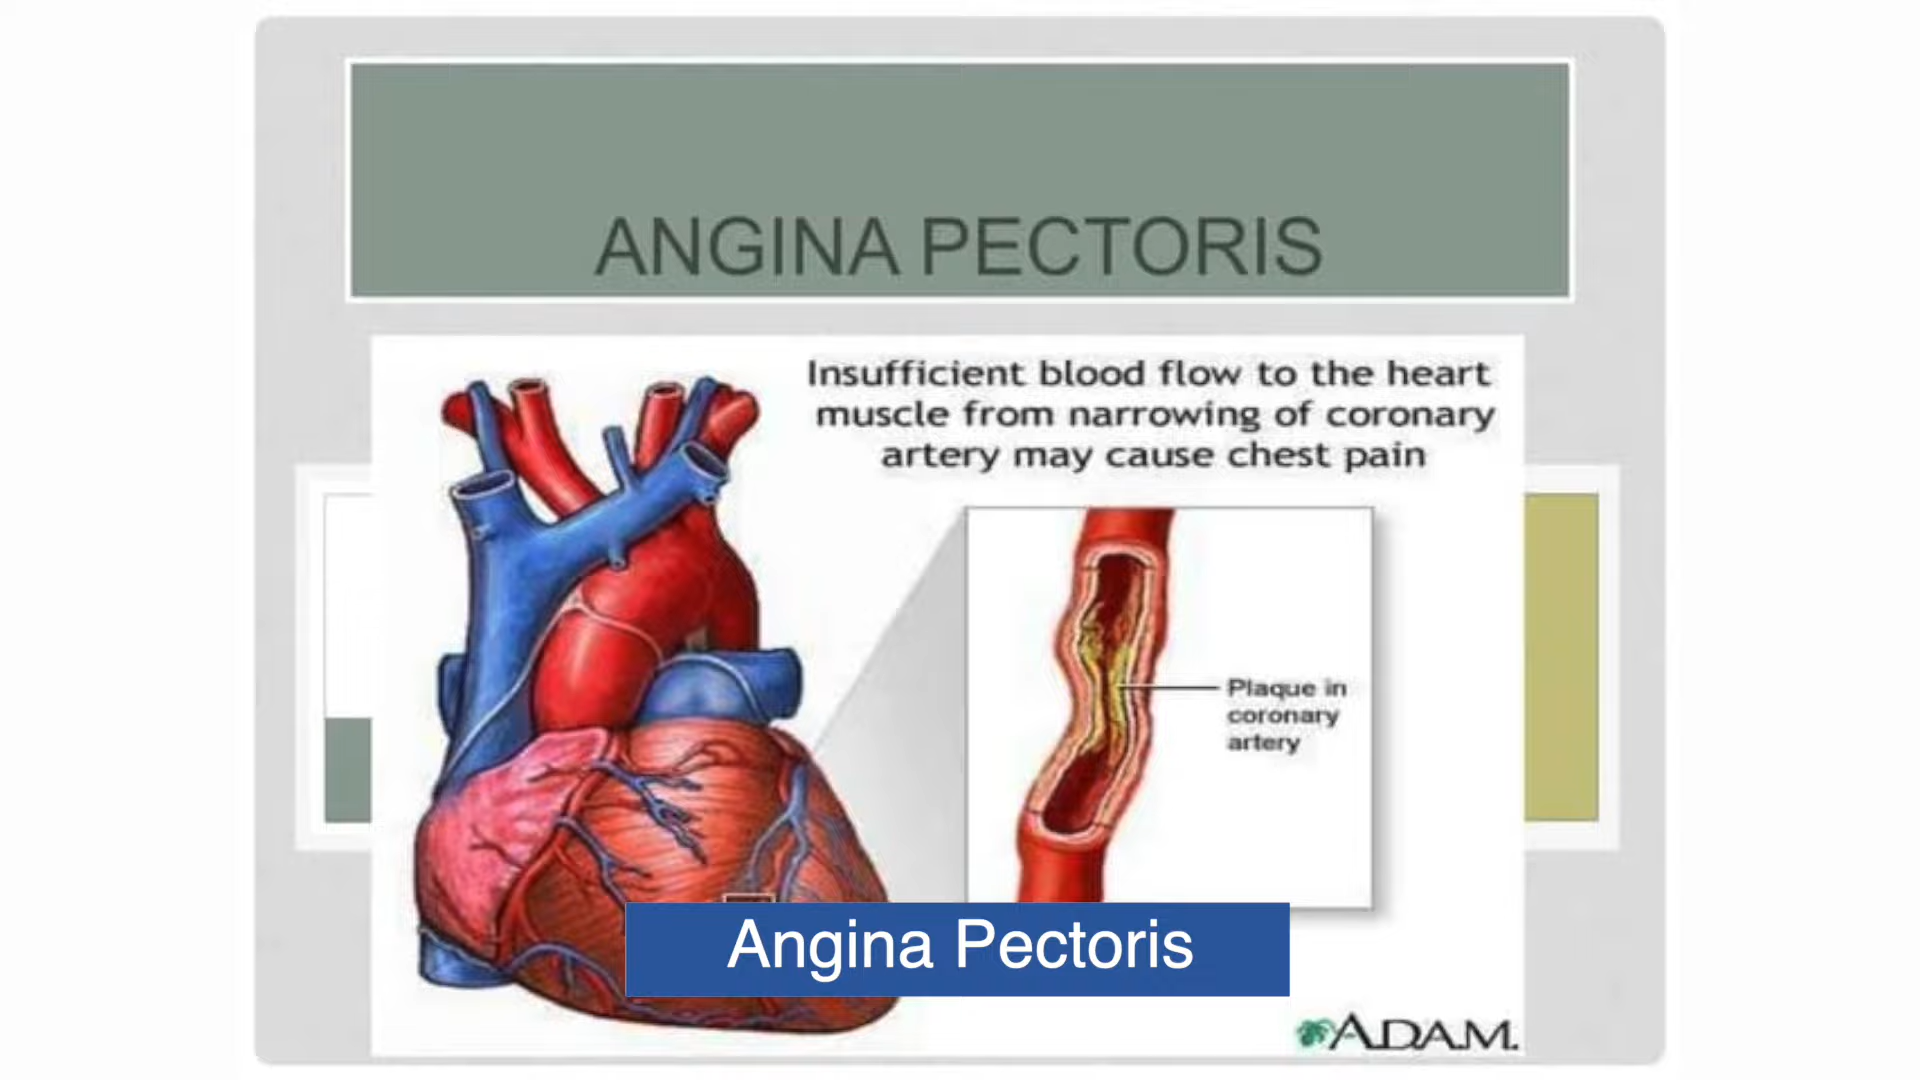 ANGINA PECTORIS
Insufficient blood flow to the heart
muscle from narrowing of coronary
artery may cause chest pain
Plaque in
coronary
artery
Angina Pectoris
A.D.A.M.